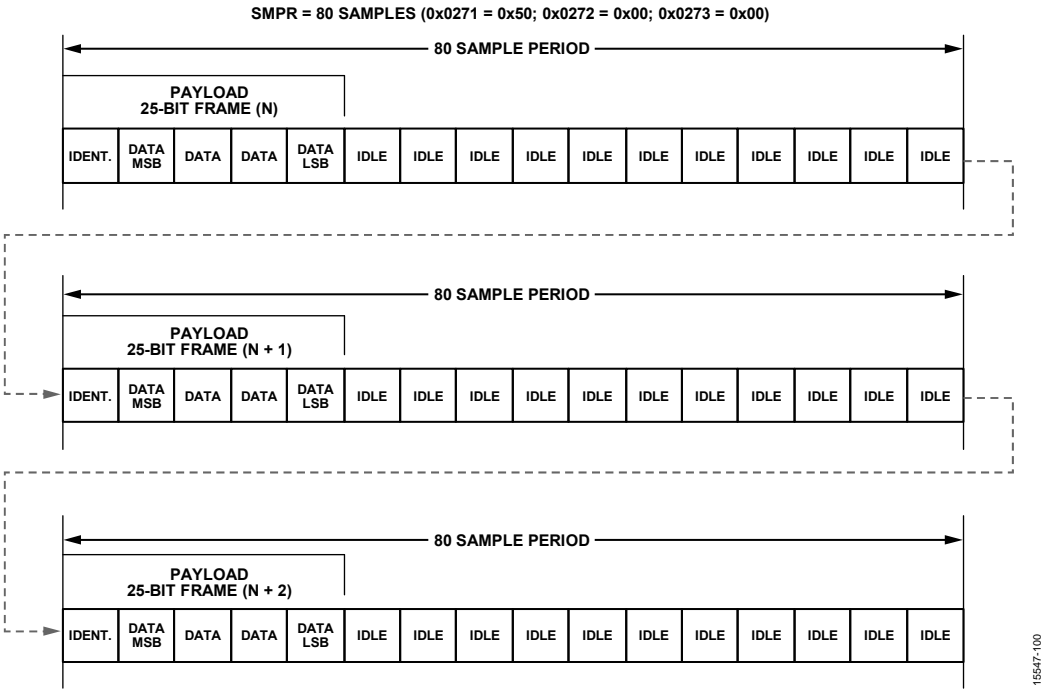 SMPR = 80 SAMPLES (0x0271 = 0x50; 0x0272 = 0x00; 0x0273 = 0x00)
80 SAMPLE PERIOD
PAYLOAD
25-BIT FRAME (N)
IDENT. DATA MSB DATA DATA DATA LSB IDLE IDLE IDLE IDLE IDLE IDLE IDLE IDLE IDLE IDLE IDLE
80 SAMPLE PERIOD
PAYLOAD
25-BIT FRAME (N + 1)
IDENT. DATA MSB DATA DATA DATA LSB IDLE IDLE IDLE IDLE IDLE IDLE IDLE IDLE IDLE IDLE IDLE
80 SAMPLE PERIOD
PAYLOAD
25-BIT FRAME (N + 2)
IDENT. DATA MSB DATA DATA DATA LSB IDLE IDLE IDLE IDLE IDLE IDLE IDLE IDLE IDLE IDLE IDLE
15547-100